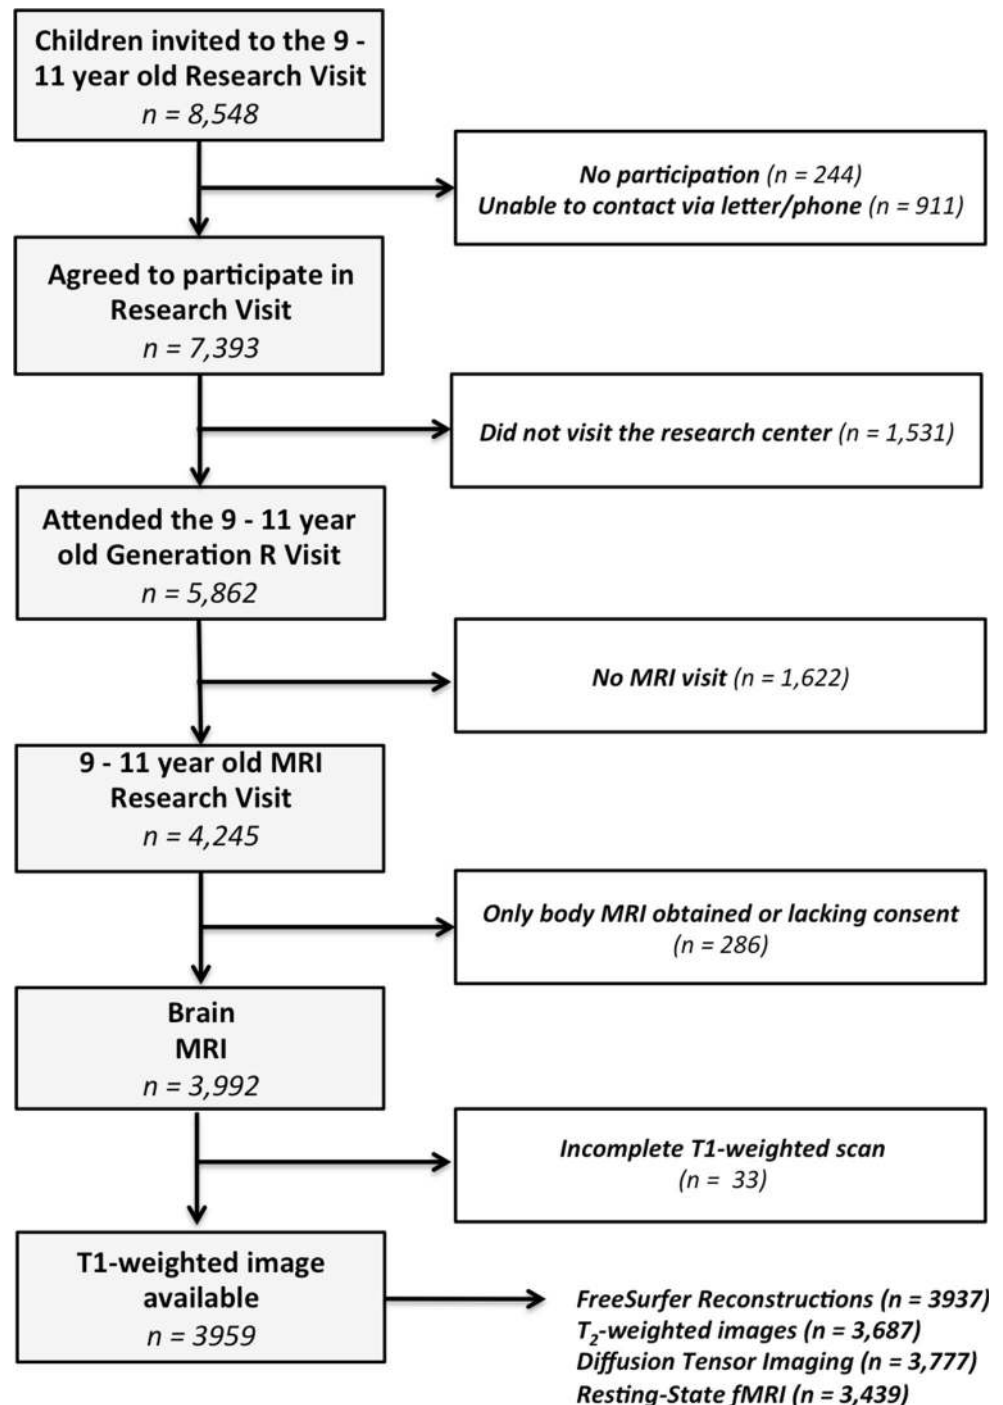 Children invited to the 9 -
11 year old Research Visit
n = 8,548
No participation (n = 244)
Unable to contact via letter/phone (n = 911)
Agreed to participate in
Research Visit
n = 7,393
Did not visit the research center (n = 1,531)
Attended the 9 - 11 year
old Generation R Visit
n = 5,862
No MRI visit (n = 1,622)
9 - 11 year old MRI
Research Visit
n = 4,245
Only body MRI obtained or lacking consent
(n = 286)
Brain
MRI
n = 3,992
Incomplete T1-weighted scan
(n = 33)
T1-weighted image
available
n = 3959
FreeSurfer Reconstructions (n = 3937)
T₂-weighted images (n = 3,687)
Diffusion Tensor Imaging (n = 3,777)
Resting-State fMRI (n = 3,439)